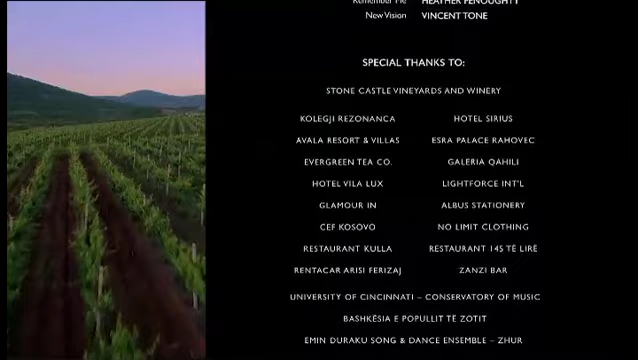 Remember Me HEATHER FENOUGHTY
New Vision VINCENT TONE
SPECIAL THANKS TO:
STONE CASTLE VINEYARDS AND WINERY
KOLEGJI REZONANCA HOTEL SIRIUS
AVALA RESORT & VILLAS ESRA PALACE RAHOVEC
EVERGREEN TEA CO. GALERIA QAHILI
HOTEL VILA LUX LIGHTFORCE INT'L
GLAMOUR IN ALBUS STATIONERY
CEF KOSOVO NO LIMIT CLOTHING
RESTAURANT KULLA RESTAURANT 145 TË LIRË
RENTACAR ARISI FERIZAJ ZANZI BAR
UNIVERSITY OF CINCINNATI – CONSERVATORY OF MUSIC
BASHKËSIA E POPULLIT TË ZOTIT
EMIN DURAKU SONG & DANCE ENSEMBLE – ZHUR